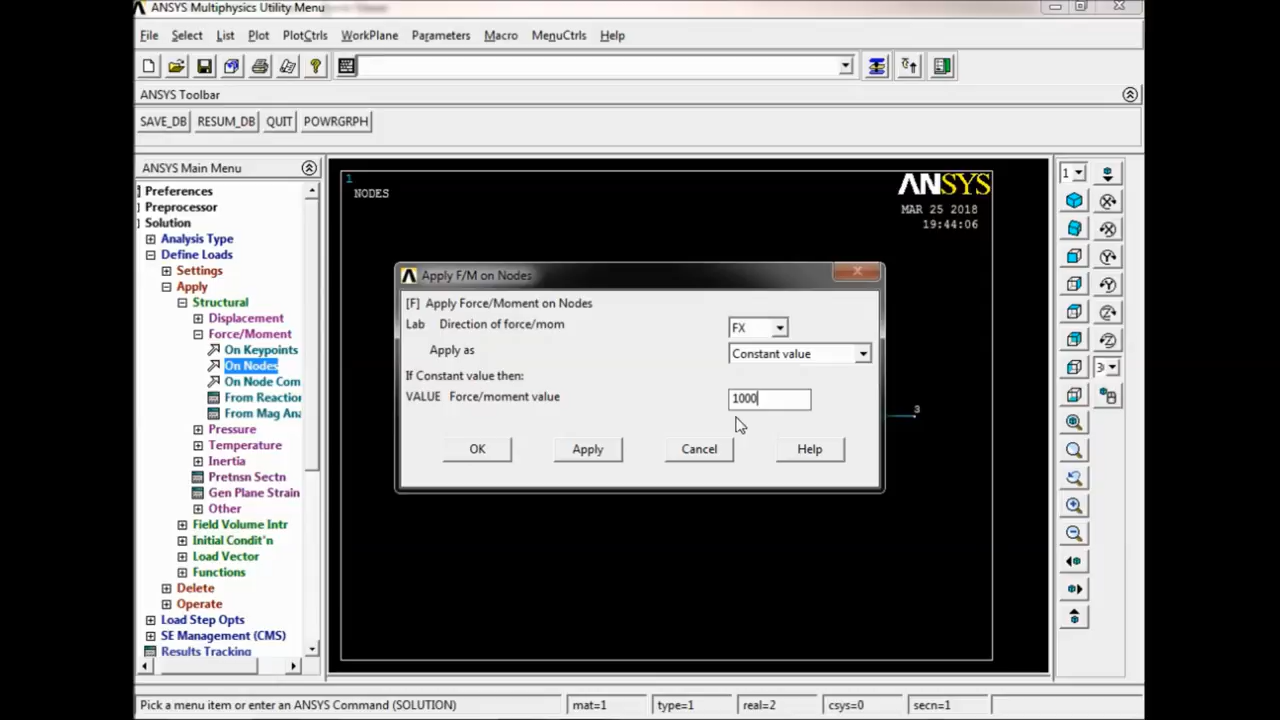 ANSYS Multiphysics Utility Menu
File Select List Plot PlotCtrls WorkPlane Parameters Macro MenuCtrls Help
ANSYS Toolbar
SAVE_DB RESUM_DB QUIT POWRGRPH
ANSYS Main Menu
Preferences
Preprocessor
Solution
Analysis Type
Define Loads
Settings
Apply
Structural
Displacement
Force/Moment
On Keypoints
On Nodes
On Node Com
From Reactio
From Mag Ana
Pressure
Temperature
Inertia
Pretnsn Sectn
Gen Plane Strain
Other
Field Volume Intr
Initial Condit'n
Load Vector
Functions
Delete
Operate
Load Step Opts
SE Management (CMS)
Results Tracking
1
NODES
ANSYS
MAR 25 2018
19:44:06
Apply F/M on Nodes
[F] Apply Force/Moment on Nodes
Lab Direction of force/mom FX
Apply as Constant value
If Constant value then:
VALUE Force/moment value 1000
OK Apply Cancel Help
3
1
3
Pick a menu item or enter an ANSYS Command (SOLUTION) mat=1 type=1 real=2 csys=0 secn=1